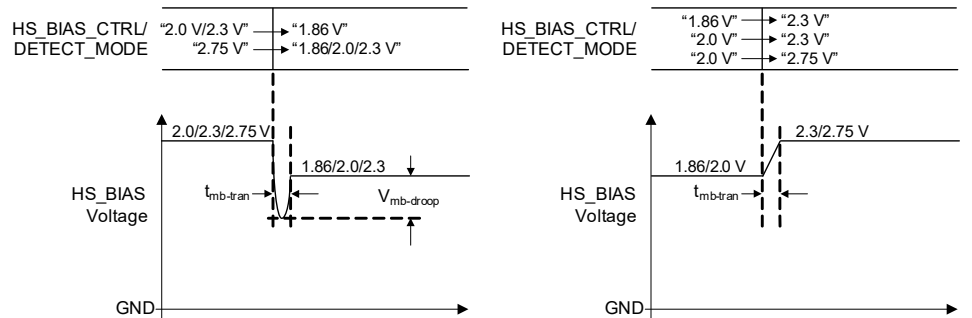 HS_BIAS_CTRL/
DETECT_MODE
“2.0 V/2.3 V” “1.86 V”
“2.75 V” “1.86/2.0/2.3 V”
2.0/2.3/2.75 V
1.86/2.0/2.3
HS_BIAS
Voltage
tmb-tran
Vmb-droop
GND
HS_BIAS_CTRL/
DETECT_MODE
“1.86 V” “2.3 V”
“2.0 V” “2.3 V”
“2.0 V” “2.75 V”
2.3/2.75 V
1.86/2.0 V
HS_BIAS
Voltage
tmb-tran
GND